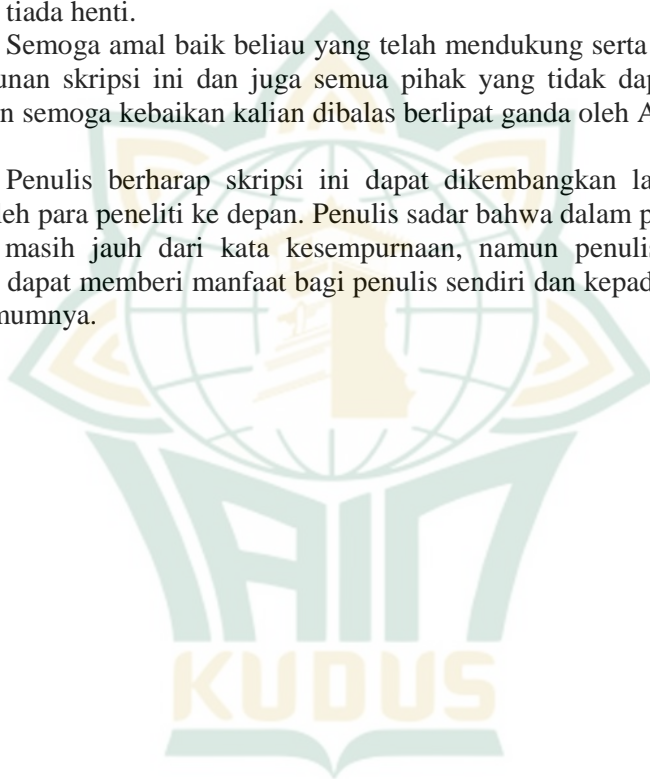 tiada henti.
Semoga amal baik beliau yang telah mendukung serta
unan skripsi ini dan juga semua pihak yang tidak dap
n semoga kebaikan kalian dibalas berlipat ganda oleh A
Penulis berharap skripsi ini dapat dikembangkan la
leh para peneliti ke depan. Penulis sadar bahwa dalam p
masih jauh dari kata kesempurnaan, namun penulis
dapat memberi manfaat bagi penulis sendiri dan kepad
mumnya.
IAIN
KUDUS